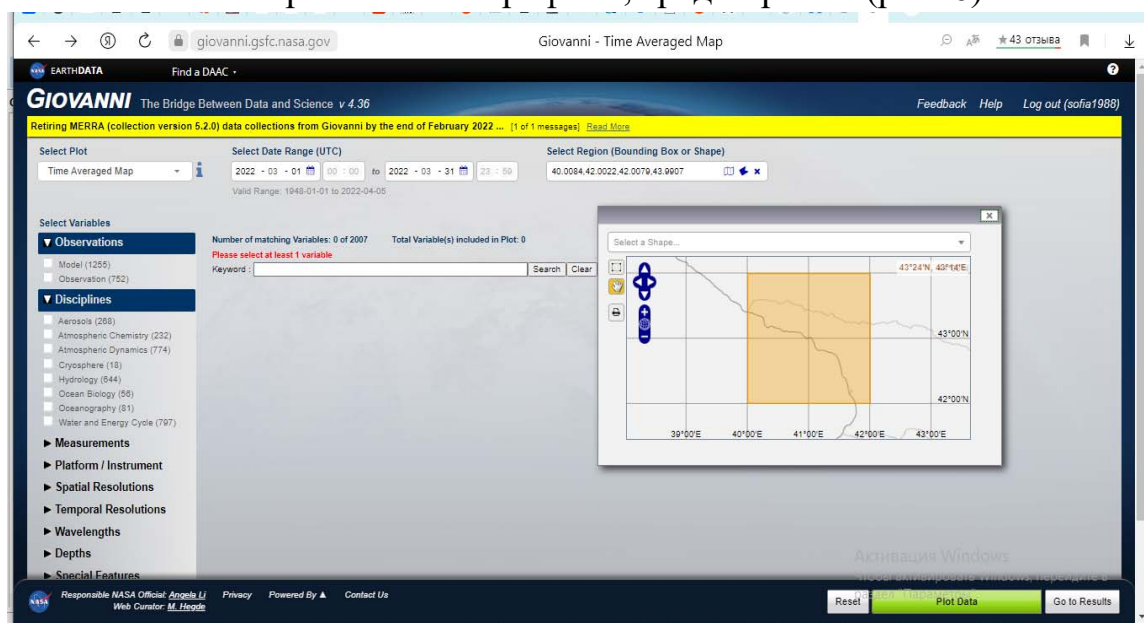 giovanni.gsfc.nasa.gov
Giovanni - Time Averaged Map
43 отзыва
EARTHDATA
Find a DAAC
GIOVANNI The Bridge Between Data and Science v 4.36
Feedback Help Log out (sofia1988)
Retiring MERRA (collection version 5.2.0) data collections from Giovanni by the end of February 2022 ... [1 of 1 messages] Read More
Select Plot
Select Date Range (UTC)
Select Region (Bounding Box or Shape)
Time Averaged Map
2022 - 03 - 01 00 : 00 to 2022 - 03 - 31 23 : 59
40.0084,42.0022,42.0079,43.9907
Valid Range: 1948-01-01 to 2022-04-05
Select Variables
Observations
Model (1255)
Observation (752)
Disciplines
Aerosols (268)
Atmospheric Chemistry (232)
Atmospheric Dynamics (774)
Cryosphere (18)
Hydrology (644)
Ocean Biology (56)
Oceanography (81)
Water and Energy Cycle (797)
Measurements
Platform / Instrument
Spatial Resolutions
Temporal Resolutions
Wavelengths
Depths
Special Features
Number of matching Variables: 0 of 2007 Total Variable(s) included in Plot: 0
Please select at least 1 variable
Keyword : Search Clear
Select a Shape...
43°24'N,
43°00'N
42°00'N
39°00'E 40°00'E 41°00'E 42°00'E 43°00'E
Активация Windows
Responsible NASA Official: Angela Li
Web Curator: M. Hegde
Privacy Powered By Contact Us
Reset Plot Data Go to Results